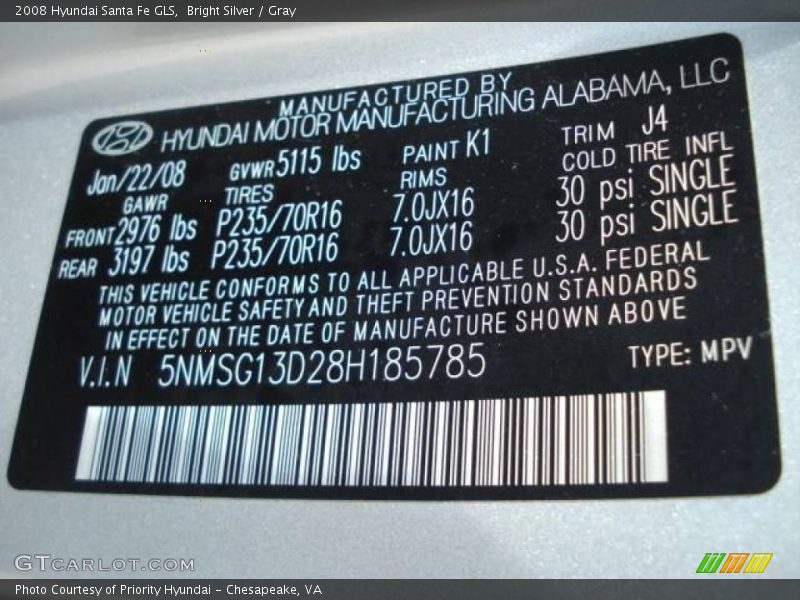 2008 Hyundai Santa Fe GLS,  Bright Silver / Gray
MANUFACTURED BY
HYUNDAI MOTOR MANUFACTURING ALABAMA, LLC
Jan/22/08 GVWR 5115 lbs PAINT K1 TRIM J4
GAWR TIRES RIMS COLD TIRE INFL
FRONT 2976 lbs P235/70R16 7.0JX16 30 psi SINGLE
REAR 3197 lbs P235/70R16 7.0JX16 30 psi SINGLE
THIS VEHICLE CONFORMS TO ALL APPLICABLE U.S.A. FEDERAL
MOTOR VEHICLE SAFETY AND THEFT PREVENTION STANDARDS
IN EFFECT ON THE DATE OF MANUFACTURE SHOWN ABOVE
V.I.N 5NMSG13D28H185785 TYPE: MPV
GTCARLOT.COM
Photo Courtesy of Priority Hyundai - Chesapeake, VA